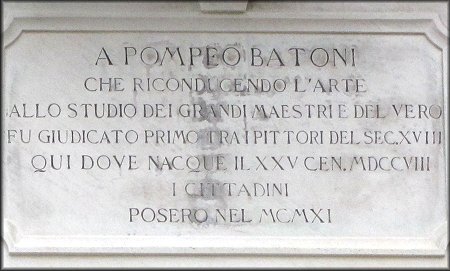 A POMPEO BATONI
CHE RICONDUCENDO L'ARTE
ALLO STUDIO DEI GRANDI MAESTRI E DEL VERO
FU GIUDICATO PRIMO TRA I PITTORI DEL SEC. XVIII
QUI DOVE NACQUE IL XXV GEN. MDCCVIII
I CITTADINI
POSERO NEL MCMXI